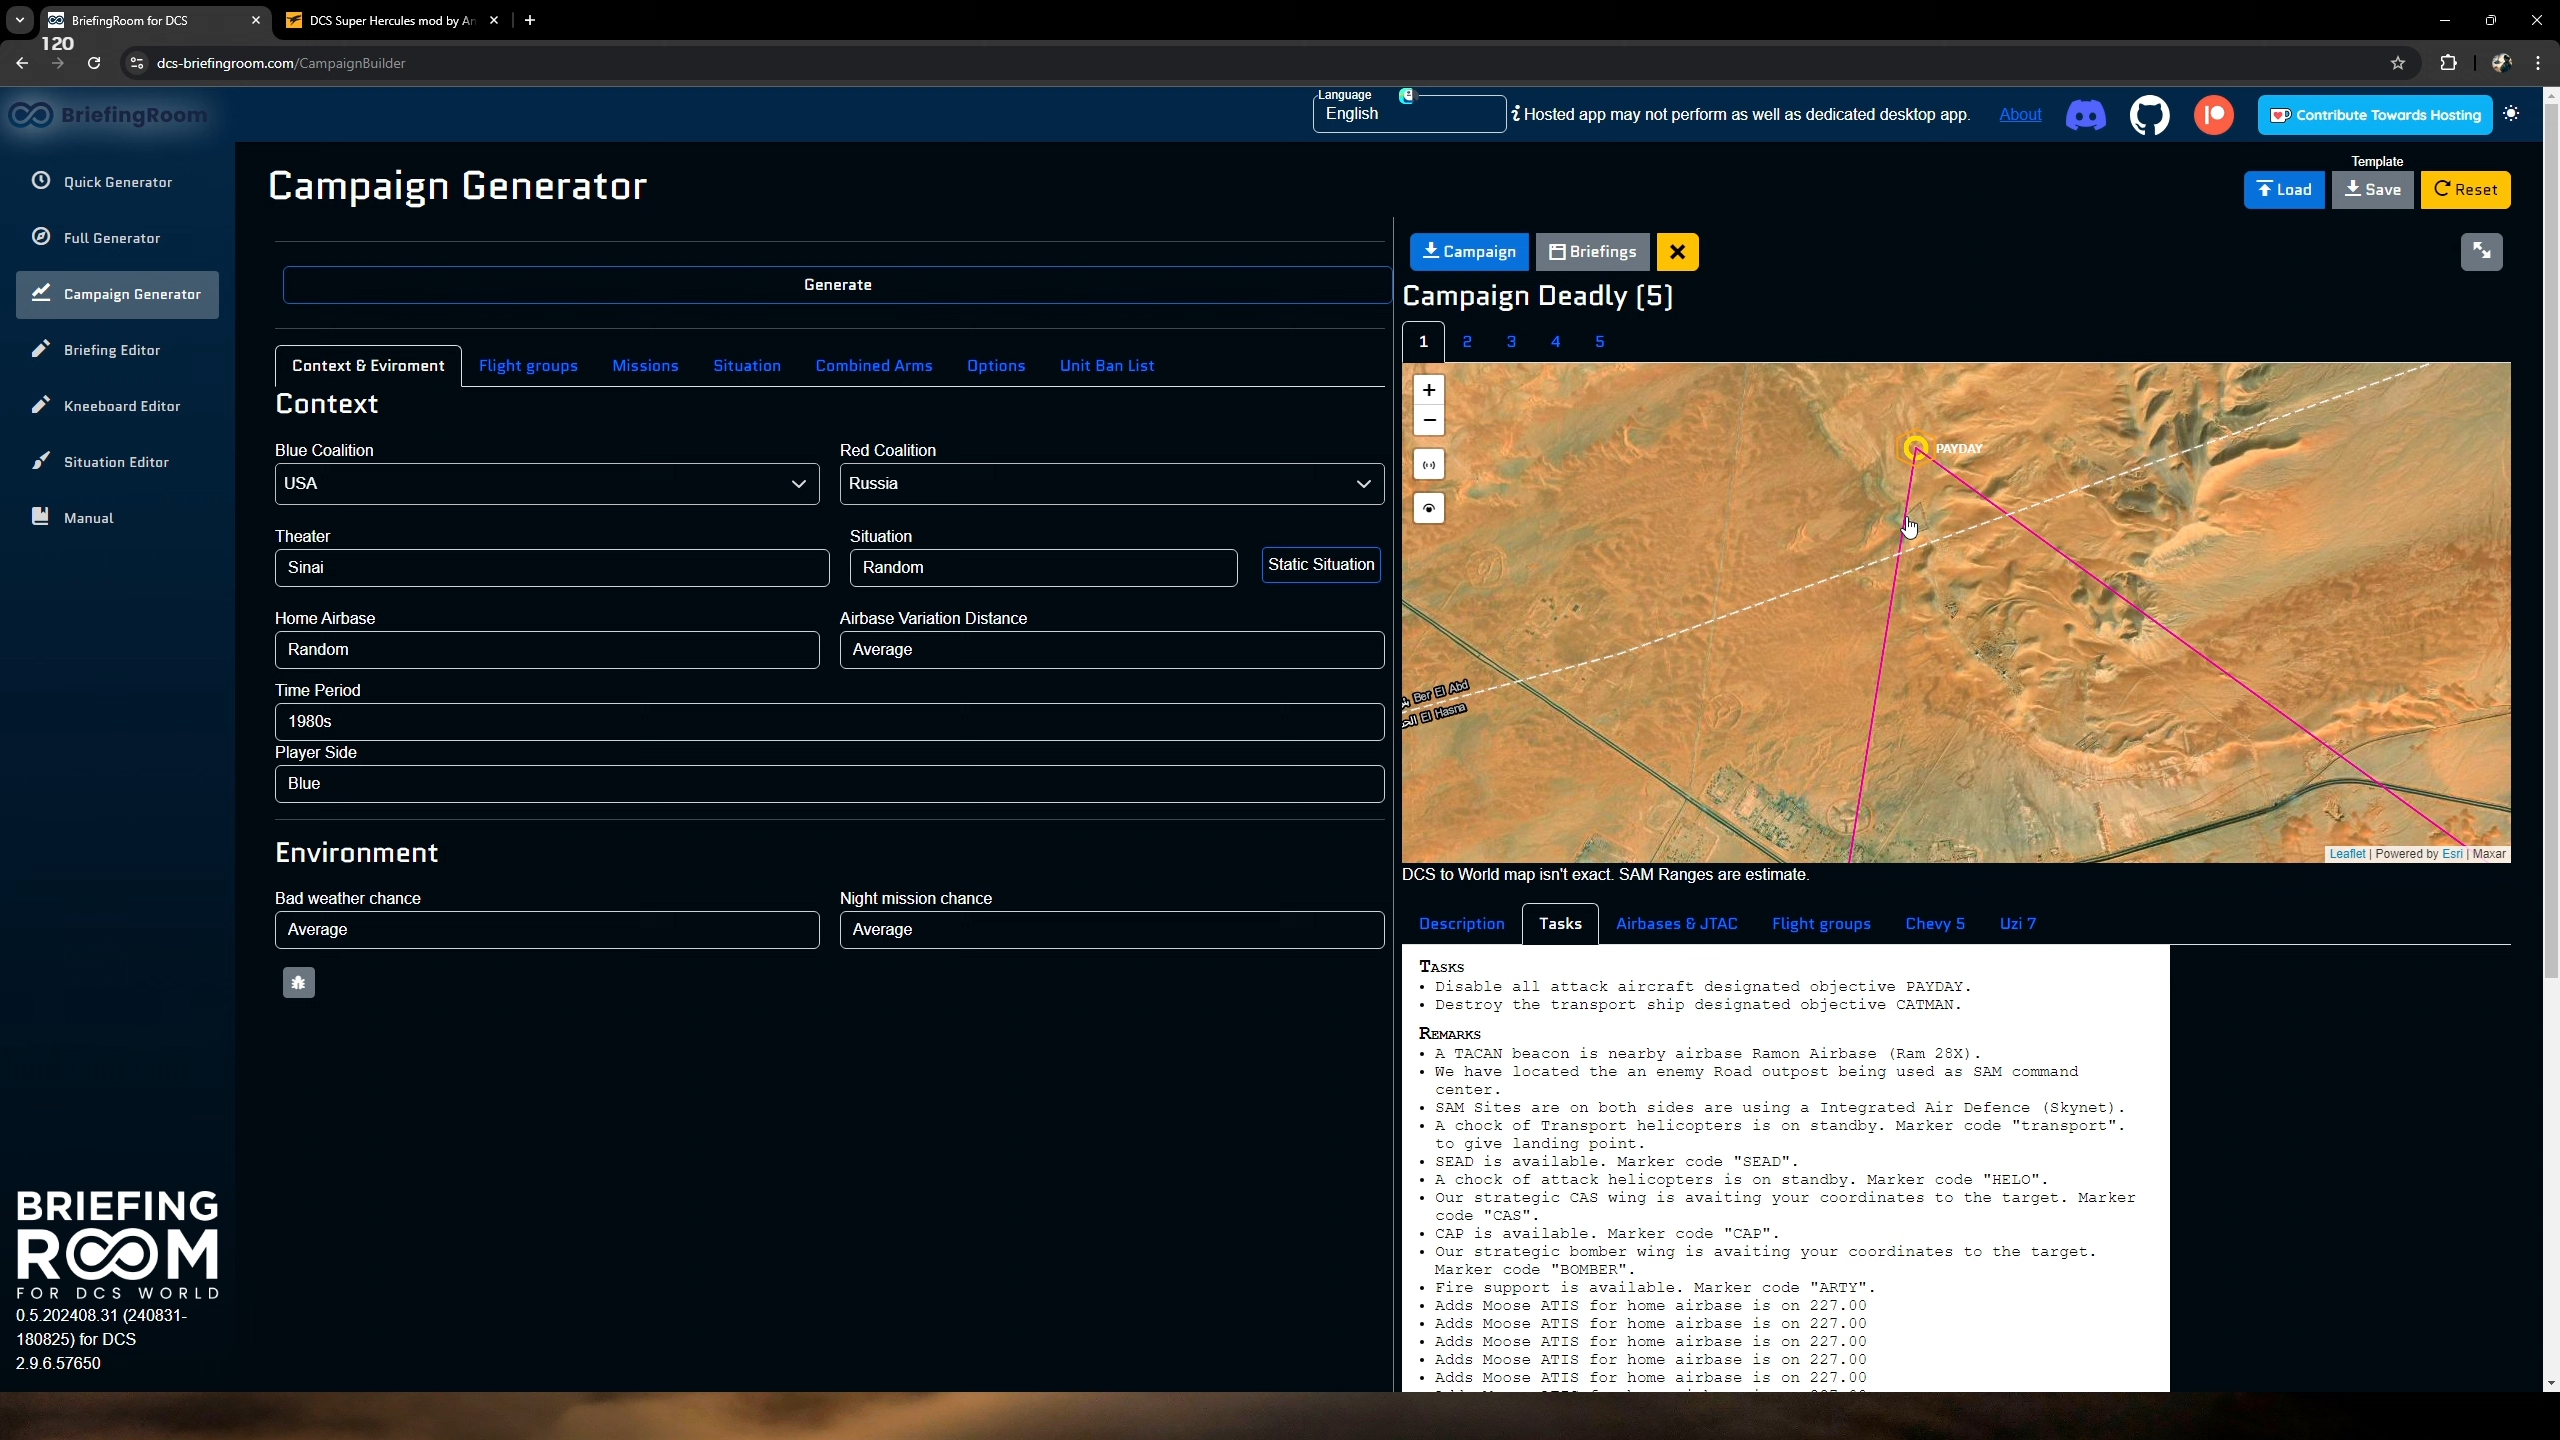 BriefingRoom for DCS
DCS Super Hercules mod by An
120
dcs-briefingroom.com/CampaignBuilder
BriefingRoom
Language
English
Hosted app may not perform as well as dedicated desktop app.
About
Contribute Towards Hosting
Quick Generator
Full Generator
Campaign Generator
Briefing Editor
Kneeboard Editor
Situation Editor
Manual
Campaign Generator
Template
Load
Save
Reset
Generate
Context & Eviroment
Flight groups
Missions
Situation
Combined Arms
Options
Unit Ban List
Context
Blue Coalition
Red Coalition
USA
Russia
Theater
Situation
Sinai
Random
Static Situation
Home Airbase
Airbase Variation Distance
Random
Average
Time Period
1980s
Player Side
Blue
Environment
Bad weather chance
Night mission chance
Average
Average
Campaign
Briefings
Campaign Deadly (5)
1 2 3 4 5
+
−
PAYDAY
Ber El Abd
El Hasna
Leaflet | Powered by Esri | Maxar
DCS to World map isn't exact. SAM Ranges are estimate.
Description
Tasks
Airbases & JTAC
Flight groups
Chevy 5
Uzi 7
TASKS
• Disable all attack aircraft designated objective PAYDAY.
• Destroy the transport ship designated objective CATMAN.
REMARKS
• A TACAN beacon is nearby airbase Ramon Airbase (Ram 28X).
• We have located the an enemy Road outpost being used as SAM command
center.
• SAM Sites are on both sides are using a Integrated Air Defence (Skynet).
• A chock of Transport helicopters is on standby. Marker code "transport".
to give landing point.
• SEAD is available. Marker code "SEAD".
• A chock of attack helicopters is on standby. Marker code "HELO".
• Our strategic CAS wing is avaiting your coordinates to the target. Marker
code "CAS".
• CAP is available. Marker code "CAP".
• Our strategic bomber wing is avaiting your coordinates to the target.
Marker code "BOMBER".
• Fire support is available. Marker code "ARTY".
• Adds Moose ATIS for home airbase is on 227.00
• Adds Moose ATIS for home airbase is on 227.00
• Adds Moose ATIS for home airbase is on 227.00
• Adds Moose ATIS for home airbase is on 227.00
• Adds Moose ATIS for home airbase is on 227.00
BRIEFING
ROOM
FOR DCS WORLD
0.5.202408.31 (240831-
180825) for DCS
2.9.6.57650